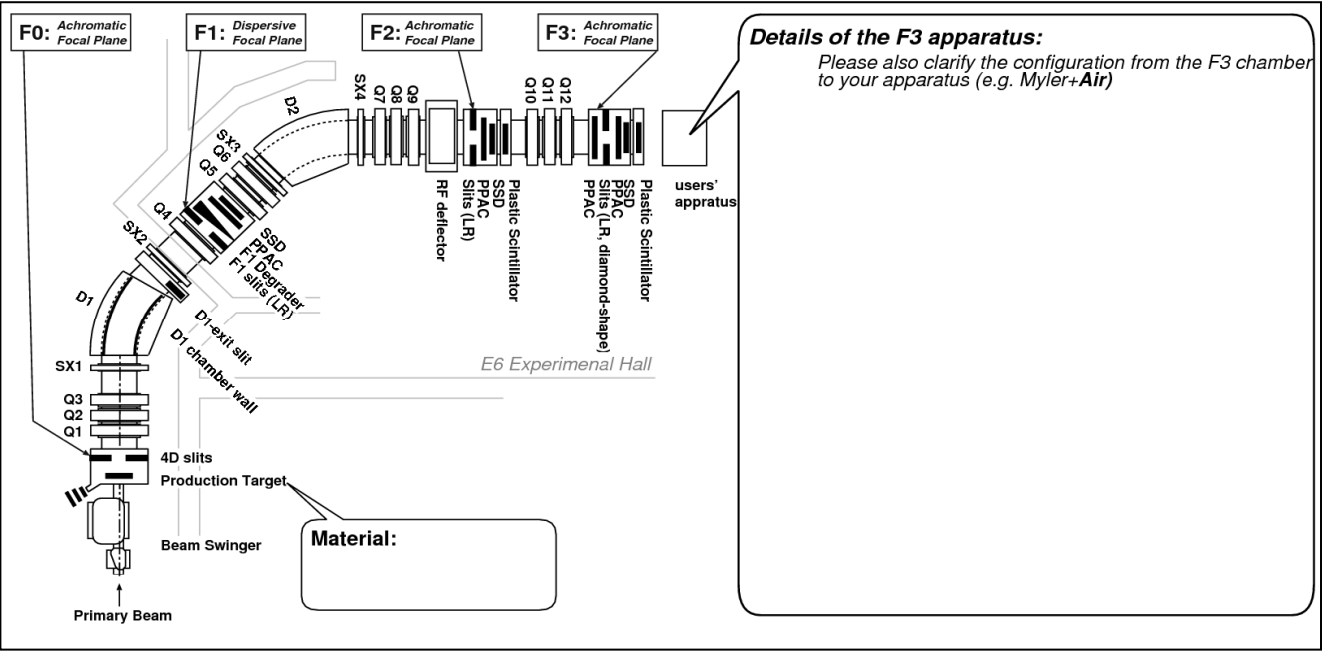 F0: Achromatic
Focal Plane
F1: Dispersive
Focal Plane
F2: Achromatic
Focal Plane
F3: Achromatic
Focal Plane
Details of the F3 apparatus:
Please also clarify the configuration from the F3 chamber
to your apparatus (e.g. Myler+Air)
D2
SX4
Q7
Q8
Q9
Q10
Q11
Q12
SX3
Q6
Q5
Q4
SX2
D1
SX1
Q3
Q2
Q1
SSD
PPAC
F1 Degrader
F1 slits (LR)
D1-exit slit
D1 chamber wall
RF deflector
Slits (LR)
PPAC
SSD
Plastic Scintillator
PPAC
Slits (LR, diamond-shape)
PPAC
SSD
Plastic Scintillator
users'
appratus
E6 Experimenal Hall
4D slits
Production Target
Beam Swinger
Primary Beam
Material: